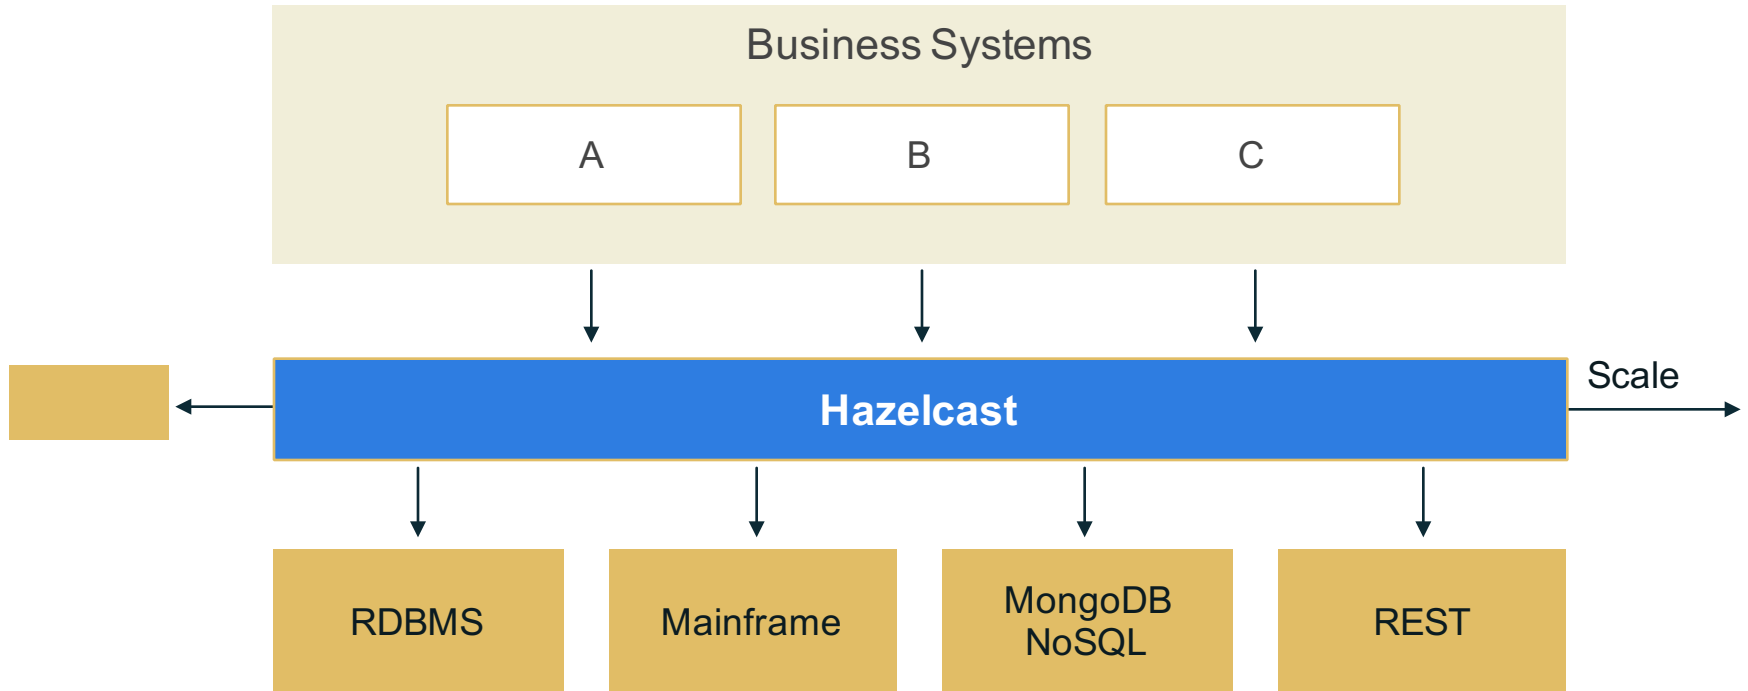 Business Systems
A
B
C
Scale
Hazelcast
RDBMS
Mainframe
MongoDB
NoSQL
REST